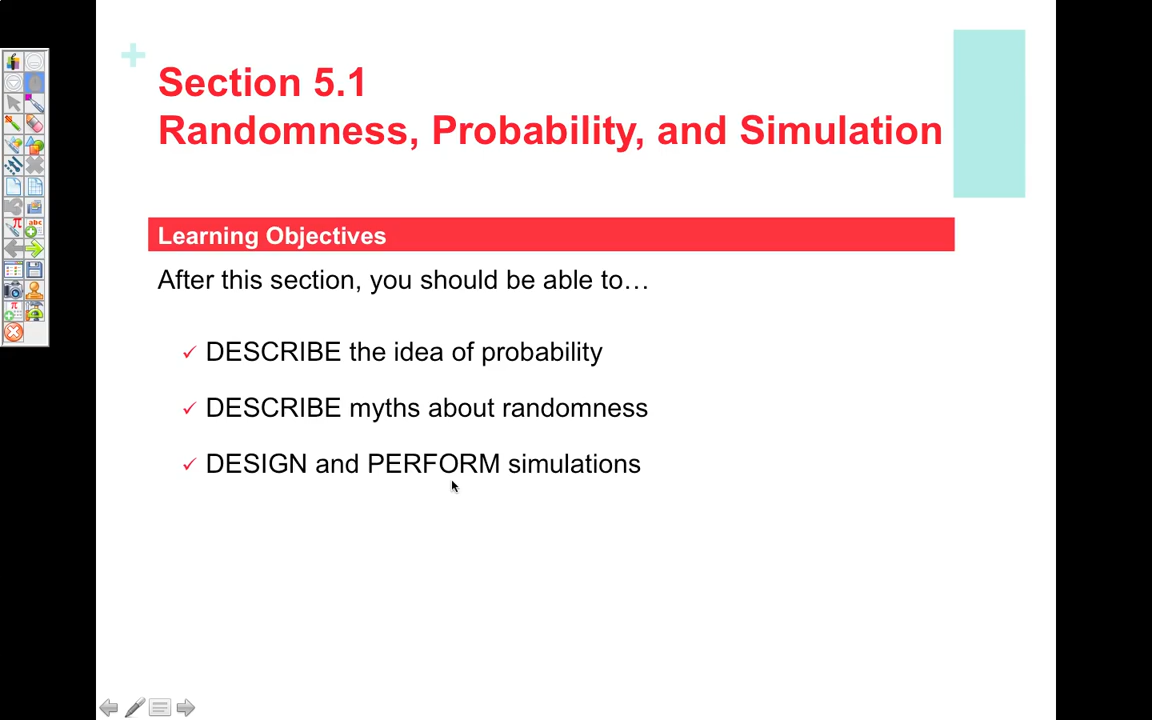 +
Section 5.1
Randomness, Probability, and Simulation
Learning Objectives
After this section, you should be able to…
✓ DESCRIBE the idea of probability
✓ DESCRIBE myths about randomness
✓ DESIGN and PERFORM simulations
π
abc
π